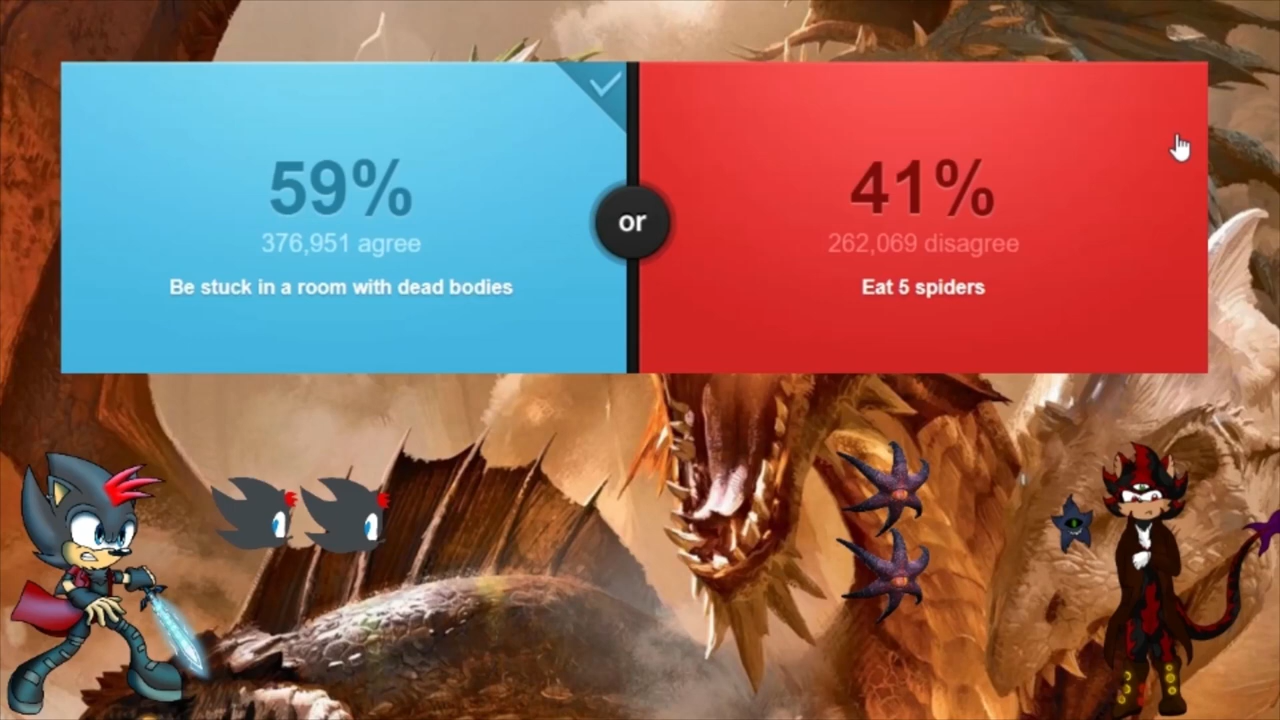 59%
376,951 agree
Be stuck in a room with dead bodies
or
41%
262,069 disagree
Eat 5 spiders